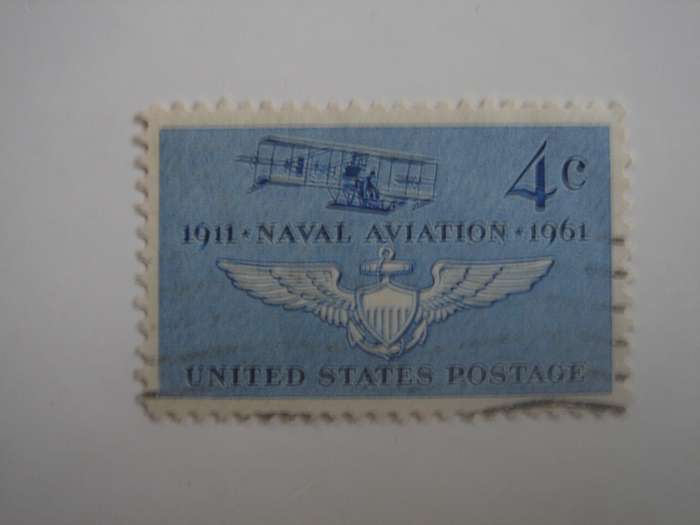 4c
1911 * NAVAL AVIATION * 1961
UNITED STATES POSTAGE